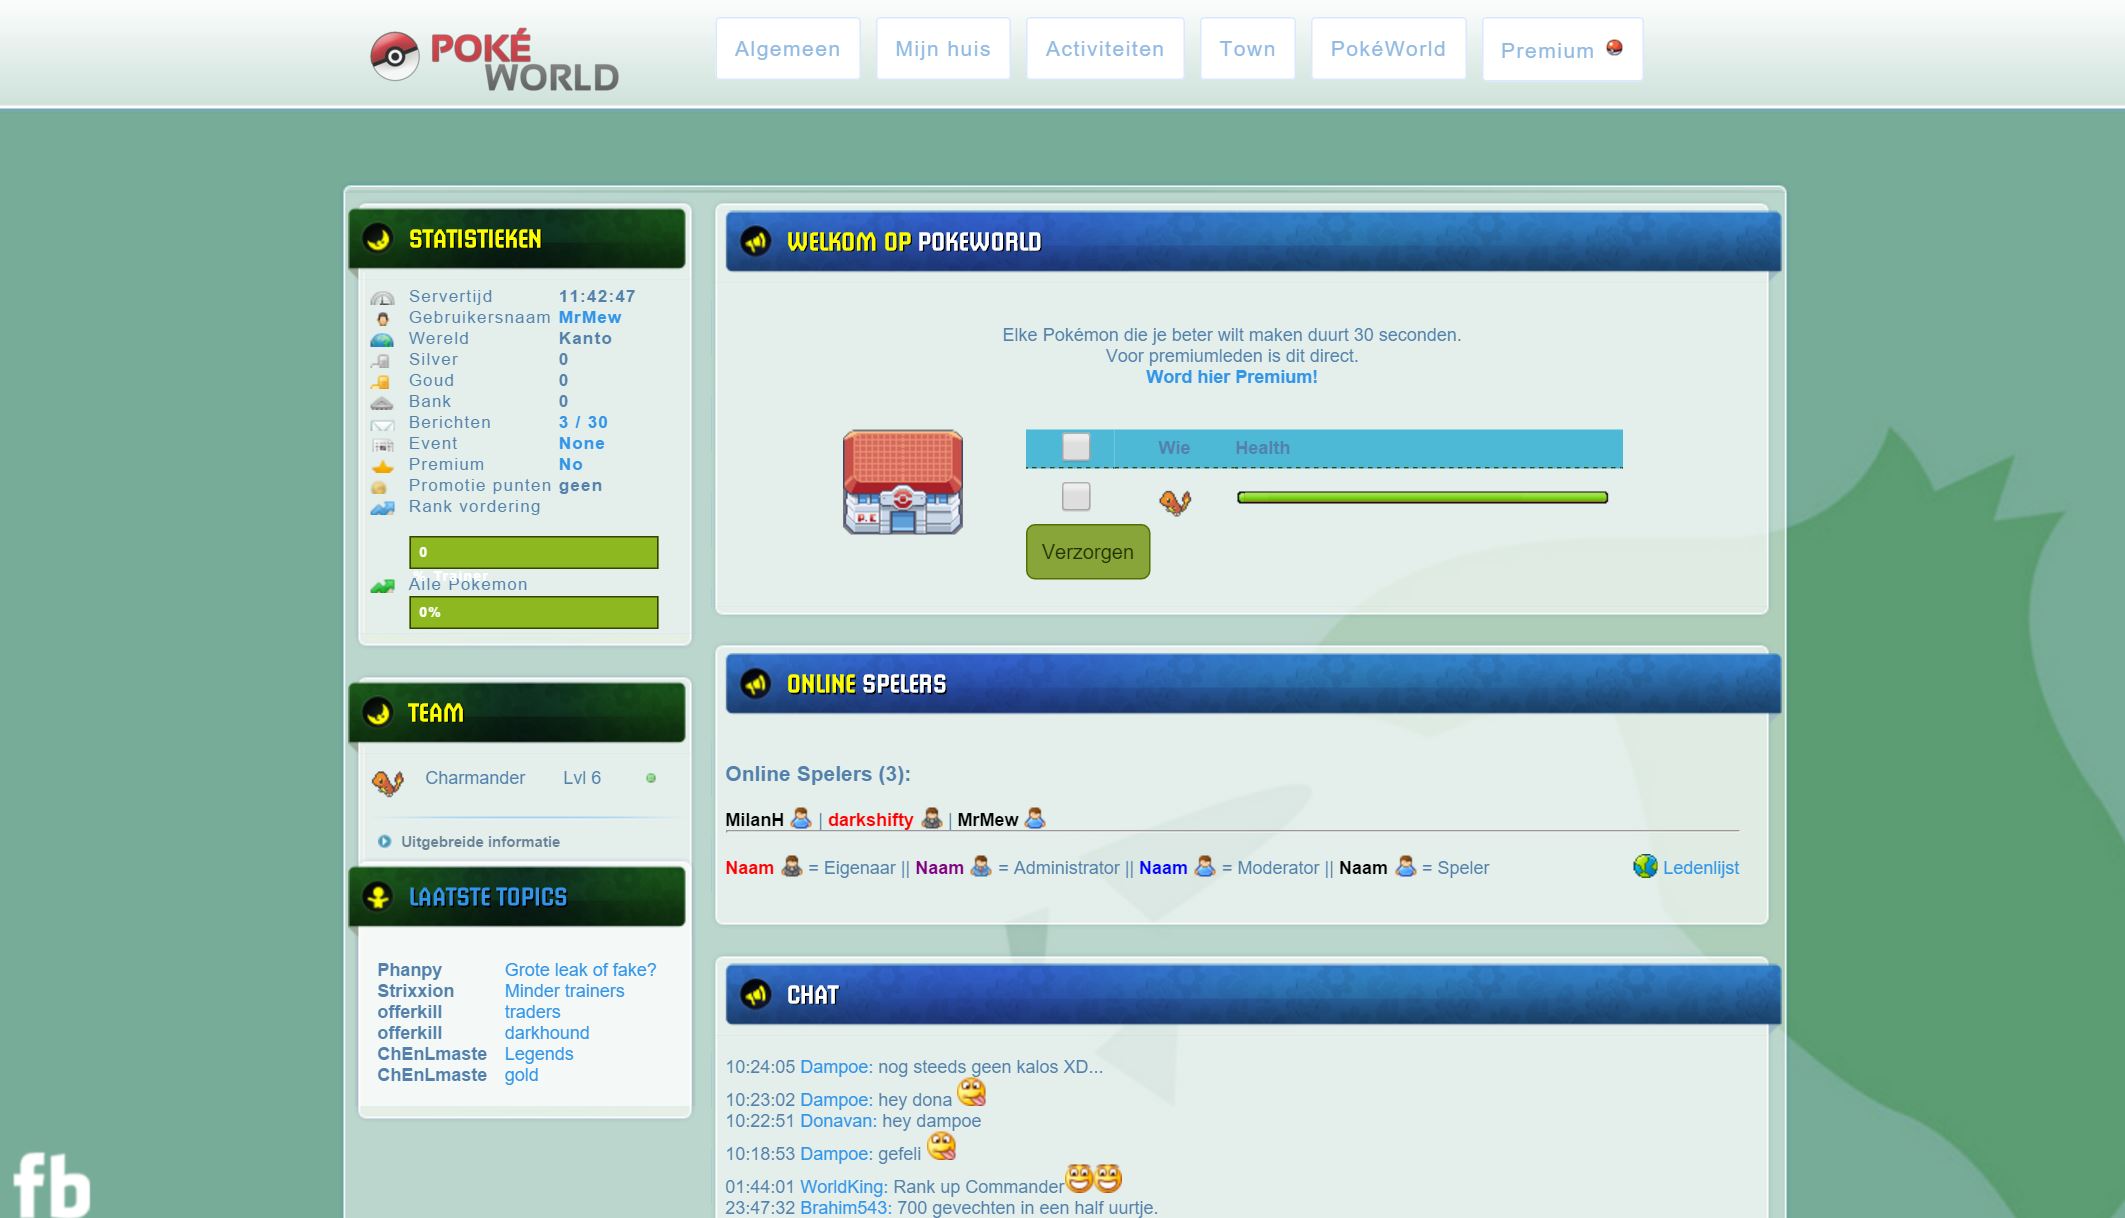 POKÉ
WORLD
Algemeen
Mijn huis
Activiteiten
Town
PokéWorld
Premium
STATISTIEKEN
Servertijd 11:42:47
Gebruikersnaam MrMew
Wereld Kanto
Silver 0
Goud 0
Bank 0
Berichten 3 / 30
Event None
Premium No
Promotie punten geen
Rank vordering
0
% Trainer
Alle Pokemon
0%
TEAM
Charmander Lvl 6
Uitgebreide informatie
LAATSTE TOPICS
Phanpy Grote leak of fake?
Strixxion Minder trainers
offerkill traders
offerkill darkhound
ChEnLmaste Legends
ChEnLmaste gold
WELKOM OP POKEWORLD
Elke Pokémon die je beter wilt maken duurt 30 seconden.
Voor premiumleden is dit direct.
Word hier Premium!
P.C
Wie Health
Verzorgen
ONLINE SPELERS
Online Spelers (3):
MilanH | darkshifty | MrMew
Naam = Eigenaar || Naam = Administrator || Naam = Moderator || Naam = Speler Ledenlijst
CHAT
10:24:05 Dampoe: nog steeds geen kalos XD...
10:23:02 Dampoe: hey dona
10:22:51 Donavan: hey dampoe
10:18:53 Dampoe: gefeli
01:44:01 WorldKing: Rank up Commander
23:47:32 Brahim543: 700 gevechten in een half uurtje.
fb